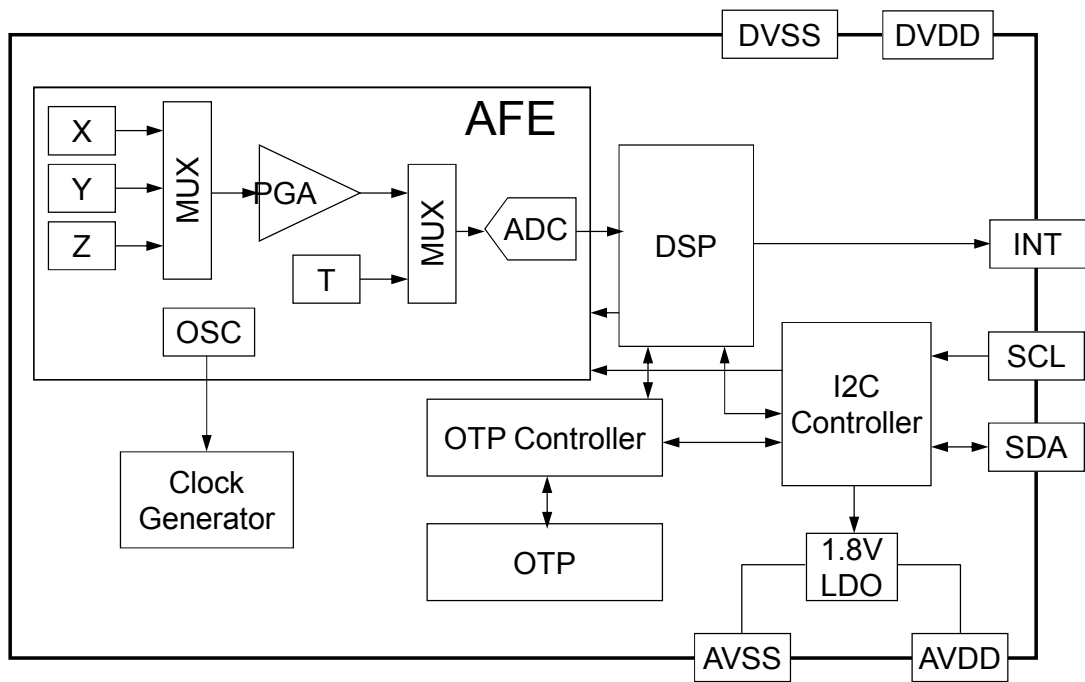 DVSS
DVDD
AFE
X
Y
Z
MUX
PGA
MUX
ADC
T
OSC
DSP
INT
SCL
SDA
I2C
Controller
OTP Controller
OTP
Clock
Generator
1.8V
LDO
AVSS
AVDD